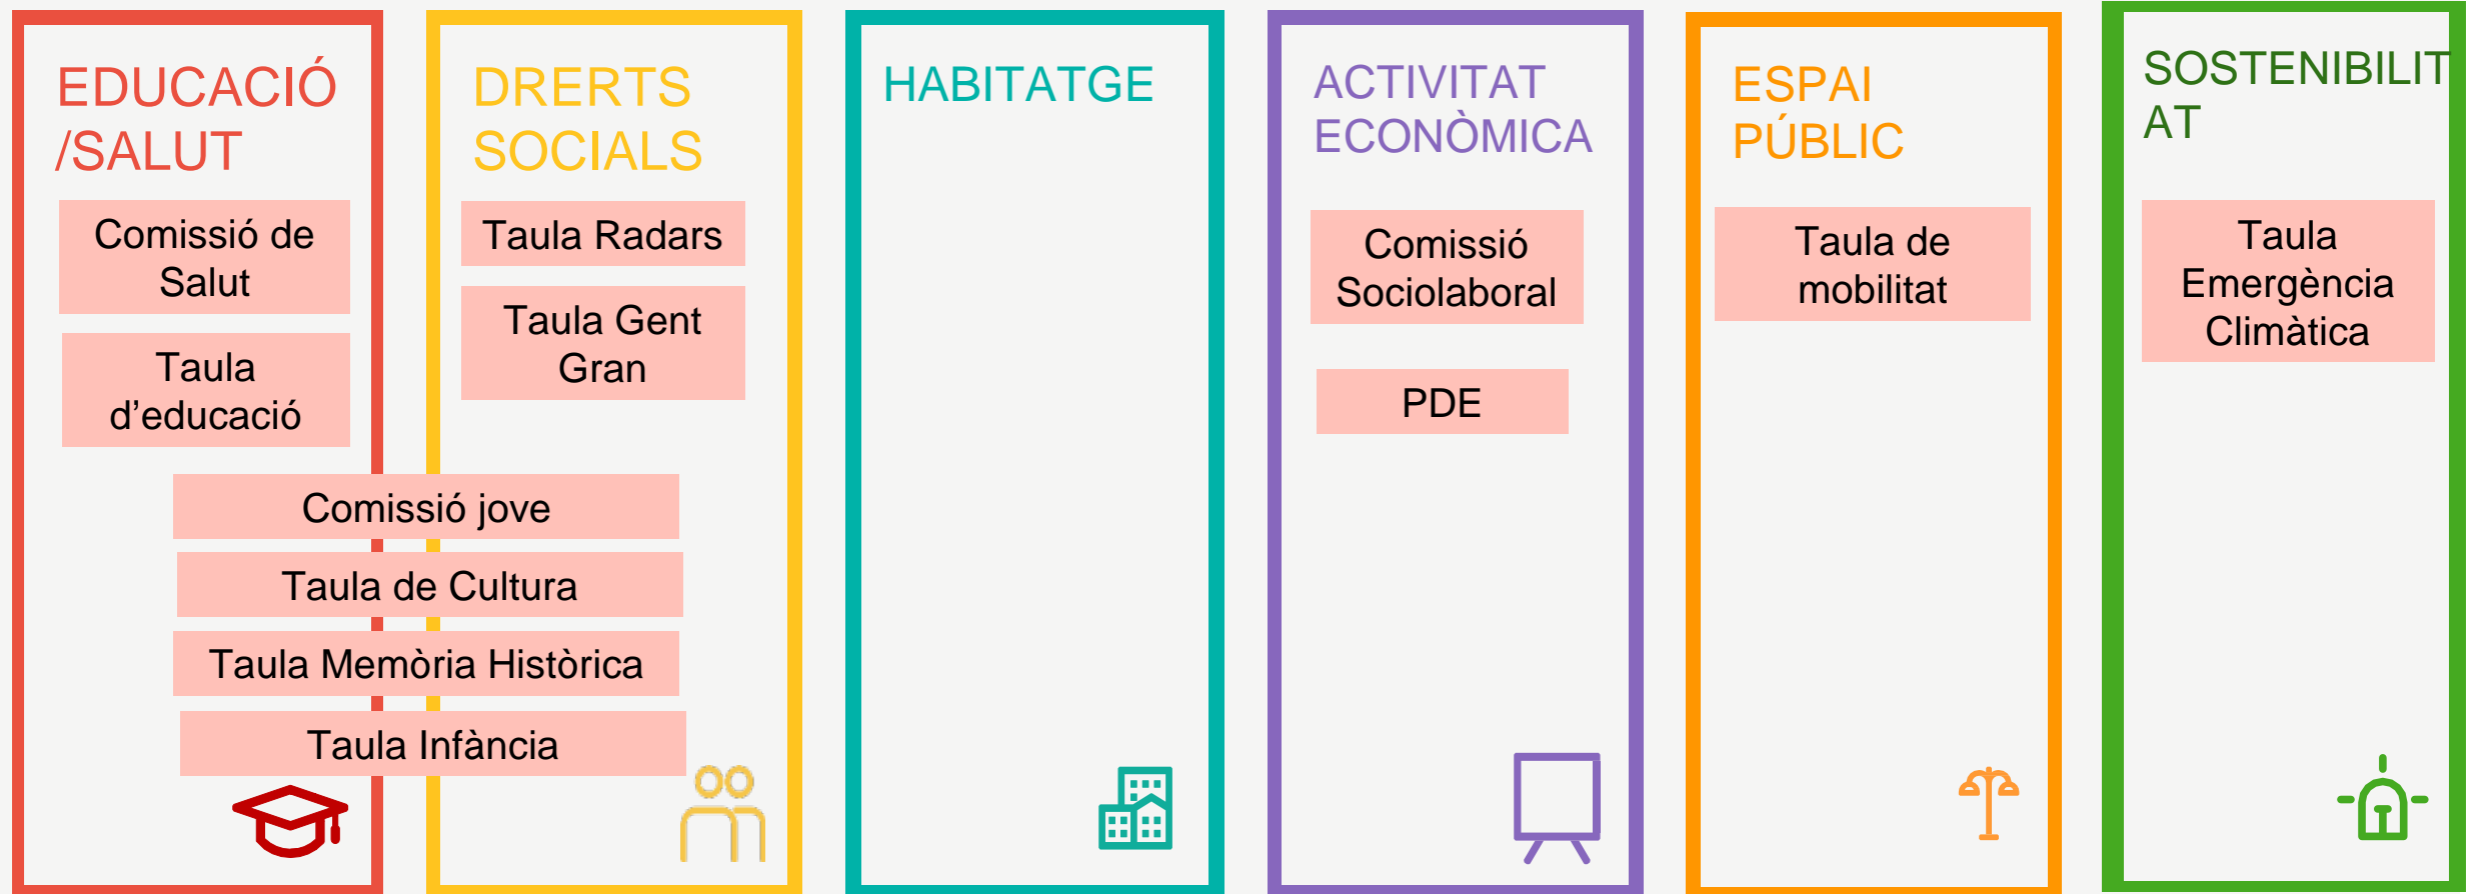 EDUCACIÓ
/SALUT
Comissió de
Salut
Taula
d’educació
DRERTS
SOCIALS
Taula Radars
Taula Gent
Gran
Comissió jove
Taula de Cultura
Taula Memòria Històrica
Taula Infància
HABITATGE
ACTIVITAT
ECONÒMICA
Comissió
Sociolaboral
PDE
ESPAI
PÚBLIC
Taula de
mobilitat
SOSTENIBILIT
AT
Taula
Emergència
Climàtica